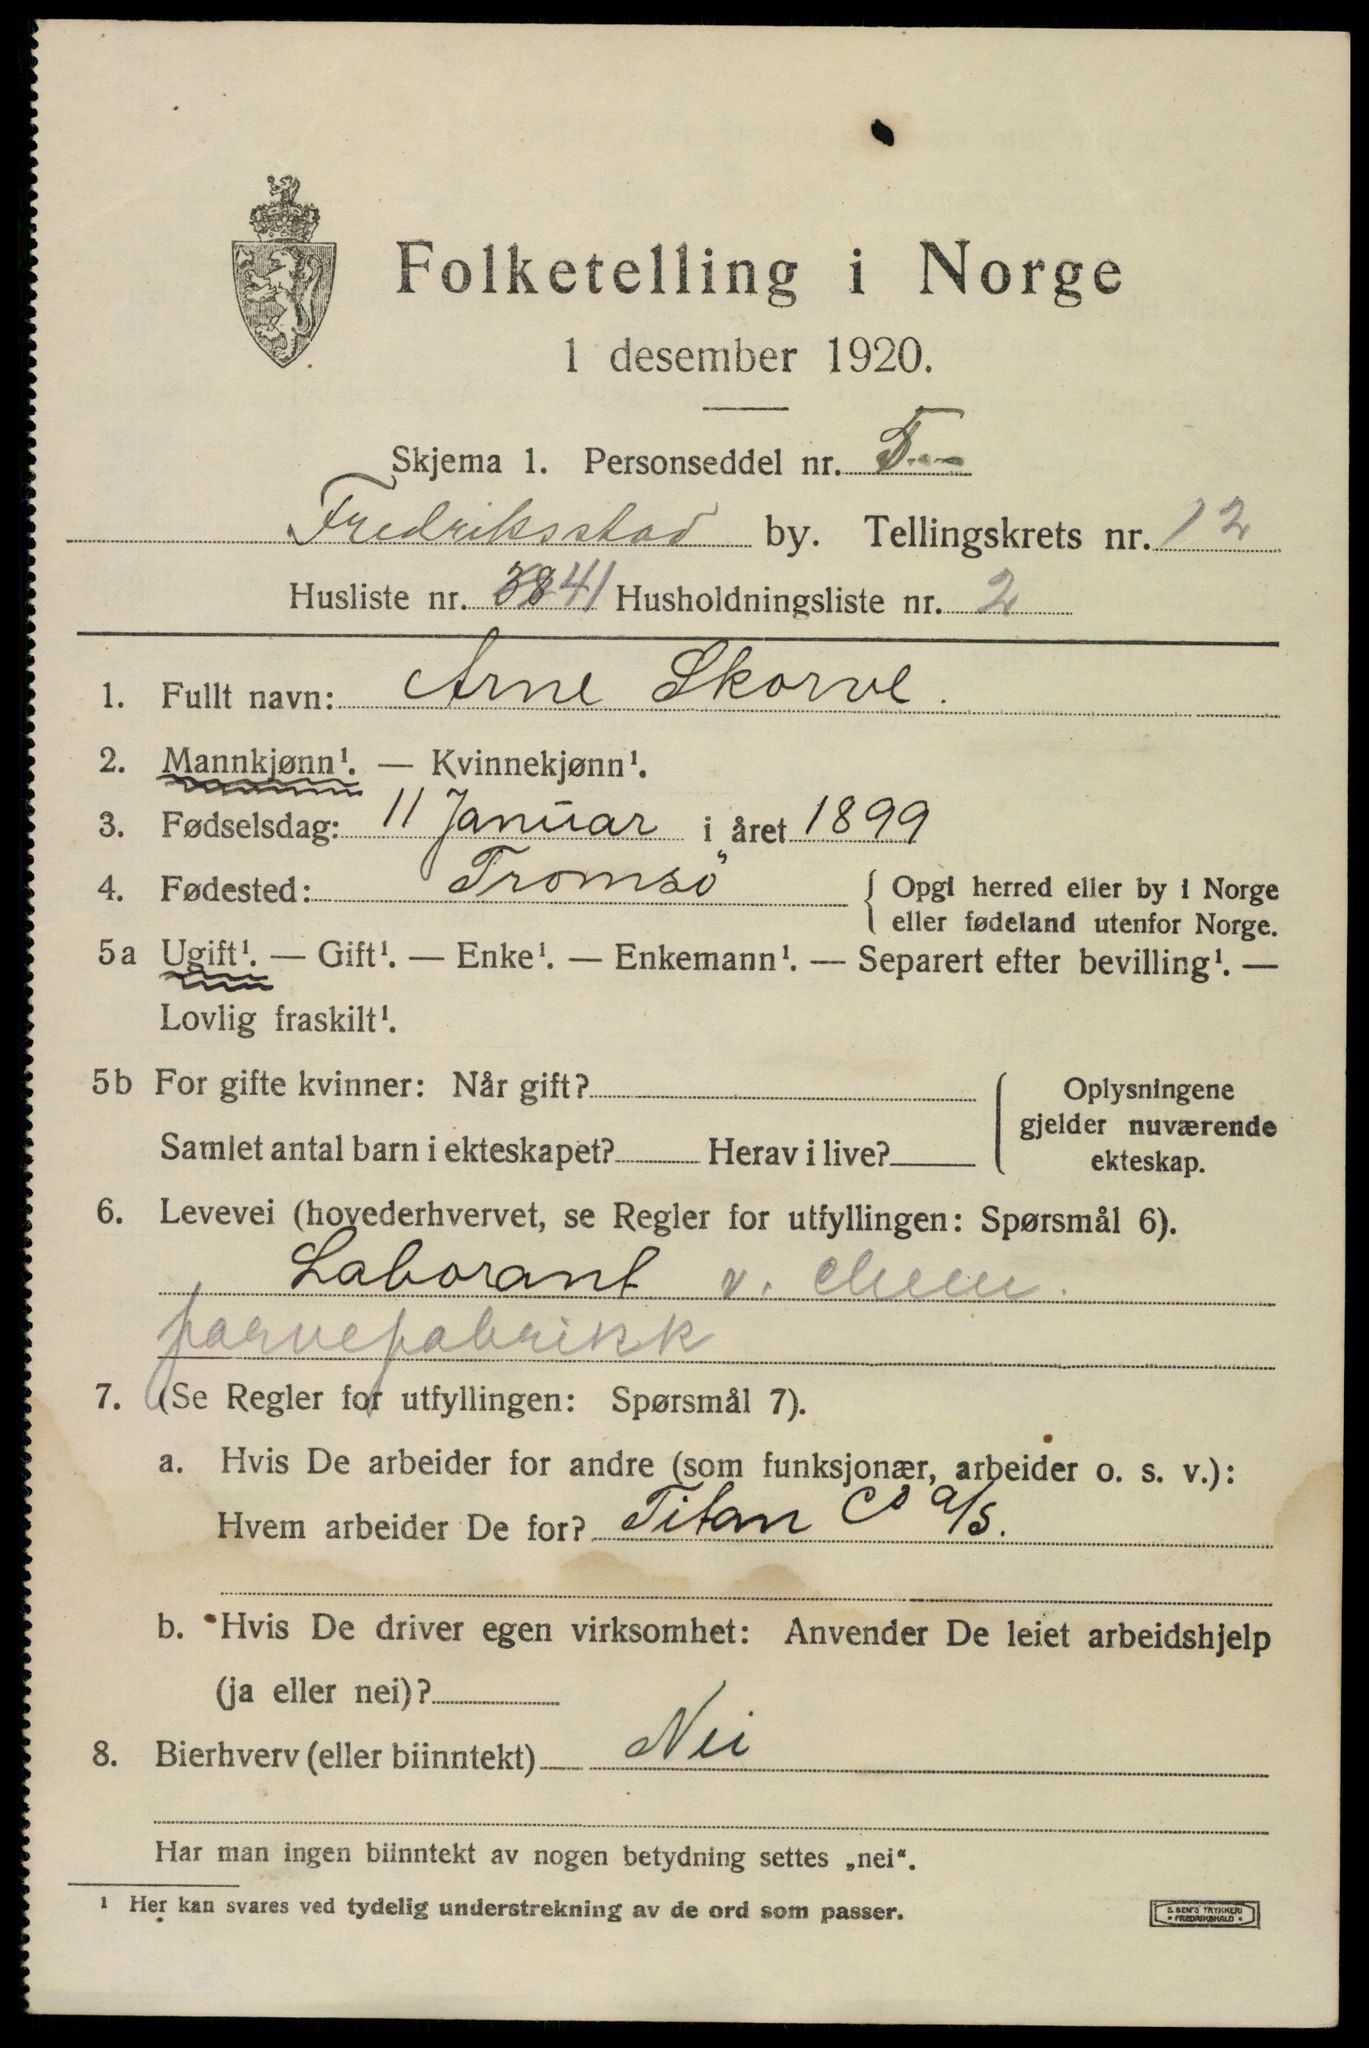 Folketelling i Norge
1 desember 1920.
Skjema 1. Personseddel nr. 5
Fredriksstad by. Tellingskrets nr. 12
Husliste nr. 38 41 Husholdningsliste nr. 2
1. Fullt navn: Arne Skorve.
2. Mannkjønn¹. — Kvinnekjønn¹.
3. Fødselsdag: 11 Januar i året 1899
4. Fødested: Tromsö { Opgi herred eller by i Norge
eller fødeland utenfor Norge.
5a Ugift¹. — Gift¹. — Enke¹. — Enkemann¹. — Separert efter bevilling¹. —
Lovlig fraskilt¹.
5b For gifte kvinner: Når gift? { Oplysningene
gjelder nuværende
Samlet antal barn i ekteskapet? Herav i live?
ekteskap.
6. Levevei (hovederhvervet, se Regler for utfyllingen: Spørsmål 6).
Laborant v. chem.
farvefabrikk
7. (Se Regler for utfyllingen: Spørsmål 7).
a. Hvis De arbeider for andre (som funksjonær, arbeider o. s. v.):
Hvem arbeider De for? Titan Co a/s.
b. Hvis De driver egen virksomhet: Anvender De leiet arbeidshjelp
(ja eller nei)?
8. Bierhverv (eller biinntekt) Nei
Har man ingen biinntekt av nogen betydning settes „nei“.
¹ Her kan svares ved tydelig understrekning av de ord som passer.
TRYKKERI
FREDRIKSHALD